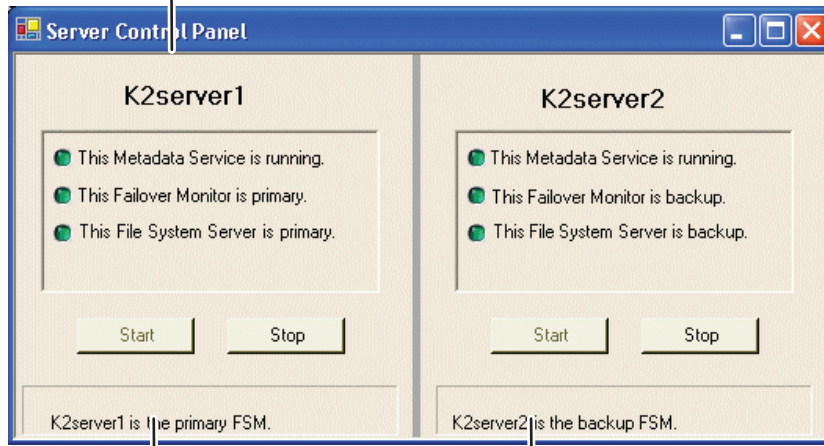 Server Control Panel
K2server1
This Metadata Service is running.
This Failover Monitor is primary.
This File System Server is primary.
Start
Stop
K2server1 is the primary FSM.
K2server2
This Metadata Service is running.
This Failover Monitor is backup.
This File System Server is backup.
Start
Stop
K2server2 is the backup FSM.